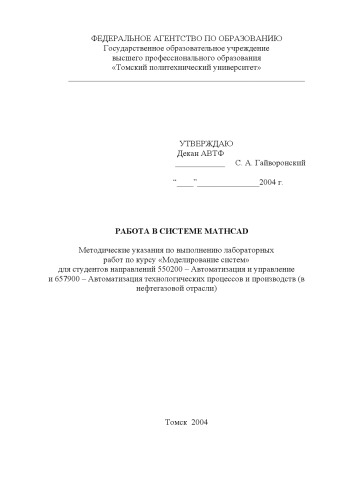 ФЕДЕРАЛЬНОЕ АГЕНТСТВО ПО ОБРАЗОВАНИЮ
Государственное образовательное учреждение
высшего профессионального образования
«Томский политехнический университет»
УТВЕРЖДАЮ
Декан АВТФ
____________ С. А. Гайворонский
“____”________________2004 г.
РАБОТА В СИСТЕМЕ MATHCAD
Методические указания по выполнению лабораторных
работ по курсу «Моделирование систем»
для студентов направлений 550200 – Автоматизация и управление
и 657900 – Автоматизация технологических процессов и производств (в
нефтегазовой отрасли)
Томск 2004